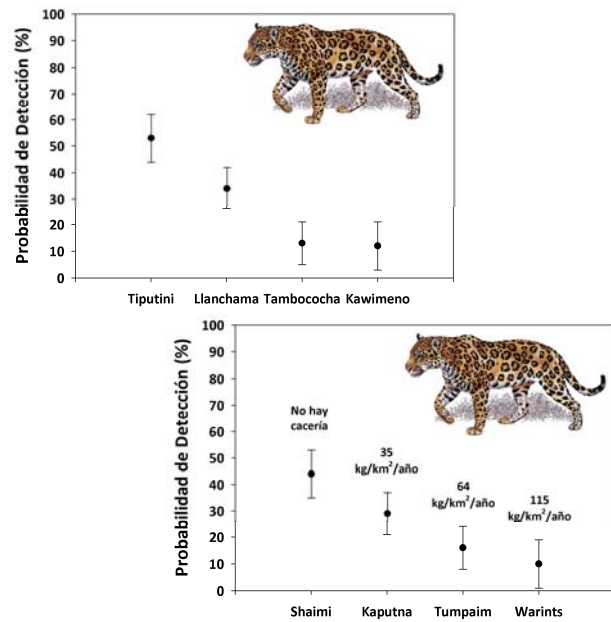 Probabilidad de Detección (%)
100
90
80
70
60
50
40
30
20
10
0
Tiputini Llanchama Tambococha Kawimeno
Probabilidad de Detección (%)
100
90
80
70
60
50
40
30
20
10
0
No hay
cacería
35
kg/km²/año
64
kg/km²/año
115
kg/km²/año
Shaimi Kaputna Tumpaim Warints